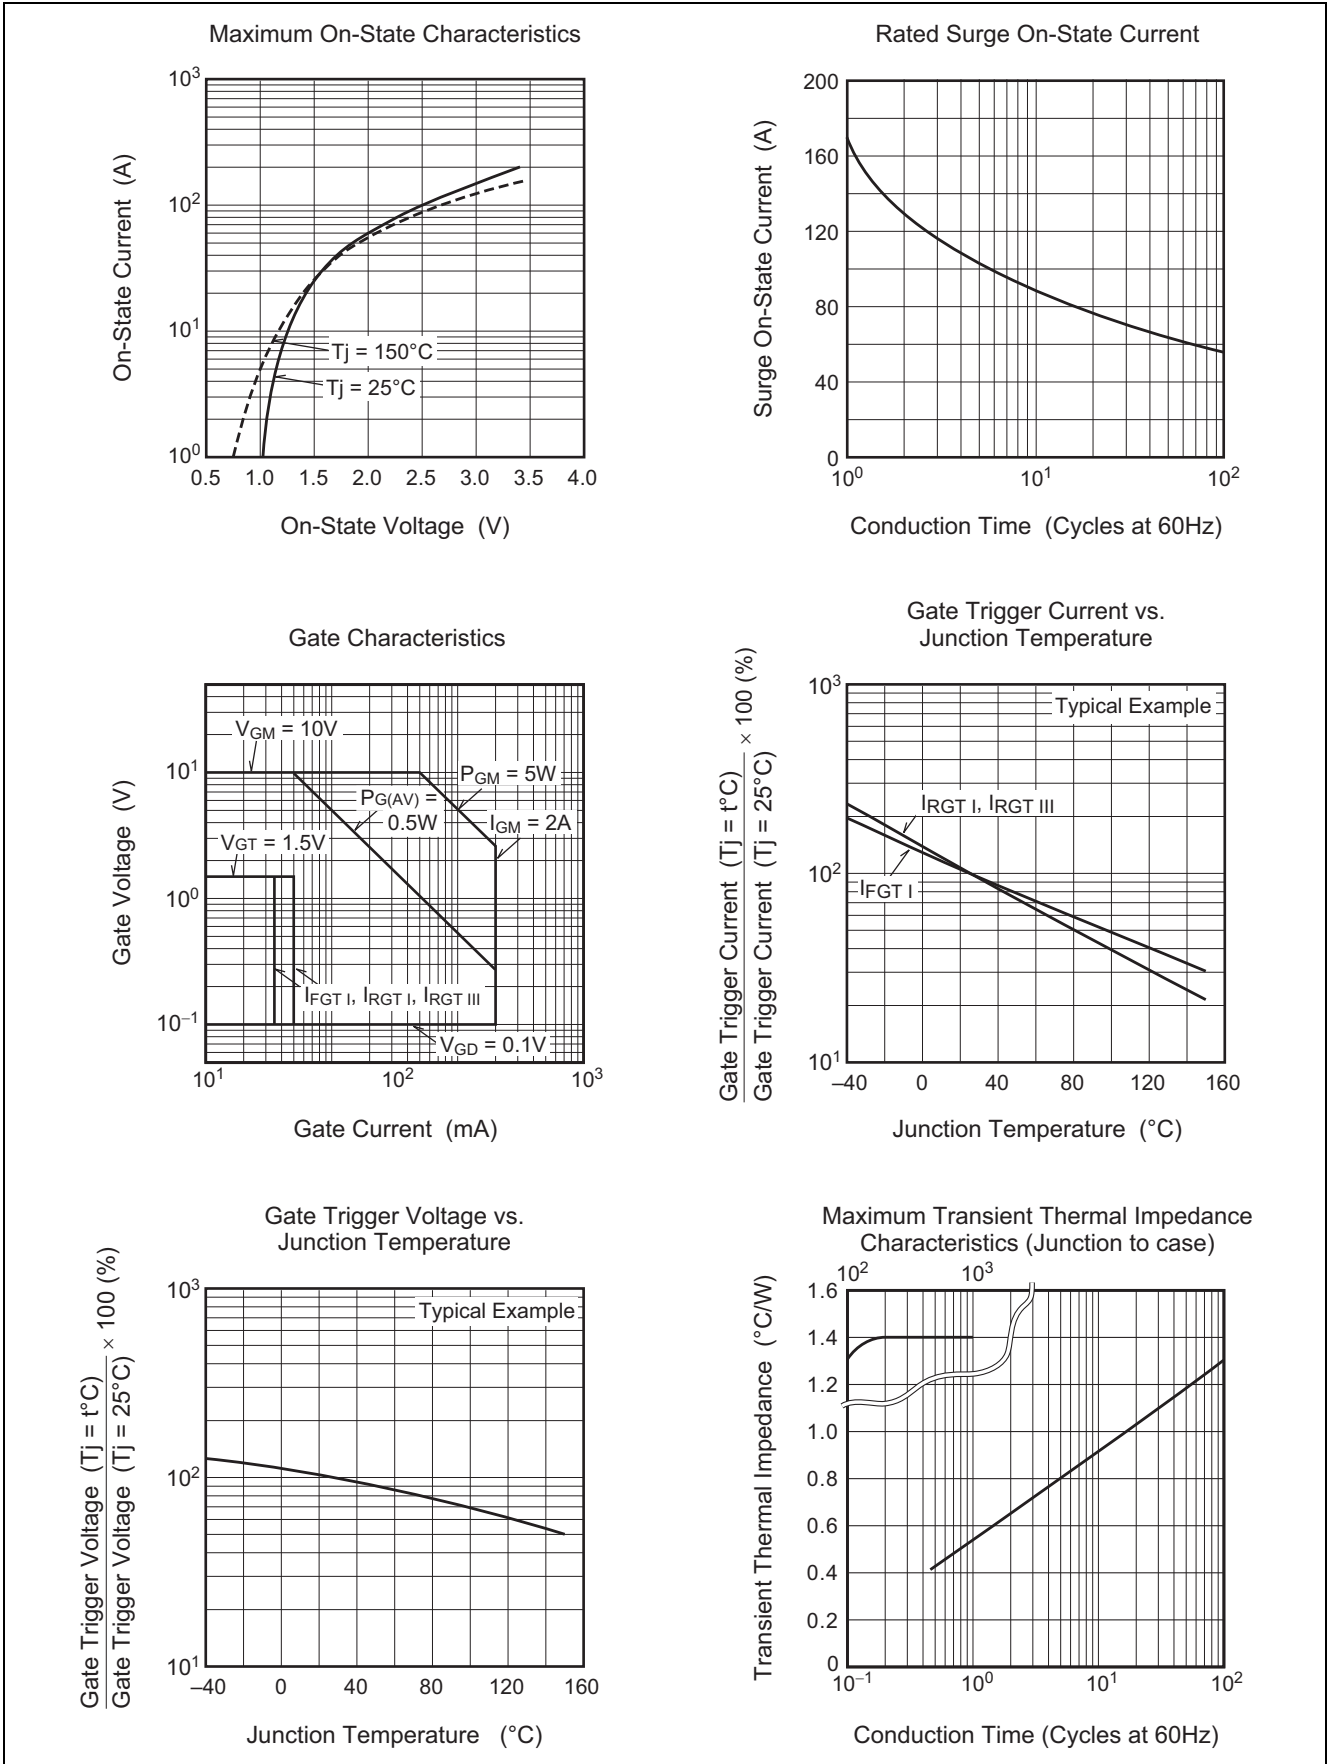 Maximum On-State Characteristics
On-State Current (A)
10³
10²
10¹
10⁰
Tj = 150°C
Tj = 25°C
0.5 1.0 1.5 2.0 2.5 3.0 3.5 4.0
On-State Voltage (V)
Rated Surge On-State Current
Surge On-State Current (A)
200
160
120
80
40
0
10⁰ 10¹ 10²
Conduction Time (Cycles at 60Hz)
Gate Characteristics
Gate Voltage (V)
VGM = 10V
10¹
PGM = 5W
PG(AV) =
0.5W
IGM = 2A
VGT = 1.5V
10⁰
IFGT I, IRGT I, IRGT III
10⁻¹
VGD = 0.1V
10¹ 10² 10³
Gate Current (mA)
Gate Trigger Current vs.
Junction Temperature
Gate Trigger Current (Tj = t°C)
Gate Trigger Current (Tj = 25°C)
× 100 (%)
10³
Typical Example
IRGT I, IRGT III
10²
IFGT I
10¹
–40 0 40 80 120 160
Junction Temperature (°C)
Gate Trigger Voltage vs.
Junction Temperature
Gate Trigger Voltage (Tj = t°C)
Gate Trigger Voltage (Tj = 25°C)
× 100 (%)
10³
Typical Example
10²
10¹
–40 0 40 80 120 160
Junction Temperature (°C)
Maximum Transient Thermal Impedance
Characteristics (Junction to case)
Transient Thermal Impedance (°C/W)
10² 10³
1.6
1.4
1.2
1.0
0.8
0.6
0.4
0.2
0
10⁻¹ 10⁰ 10¹ 10²
Conduction Time (Cycles at 60Hz)